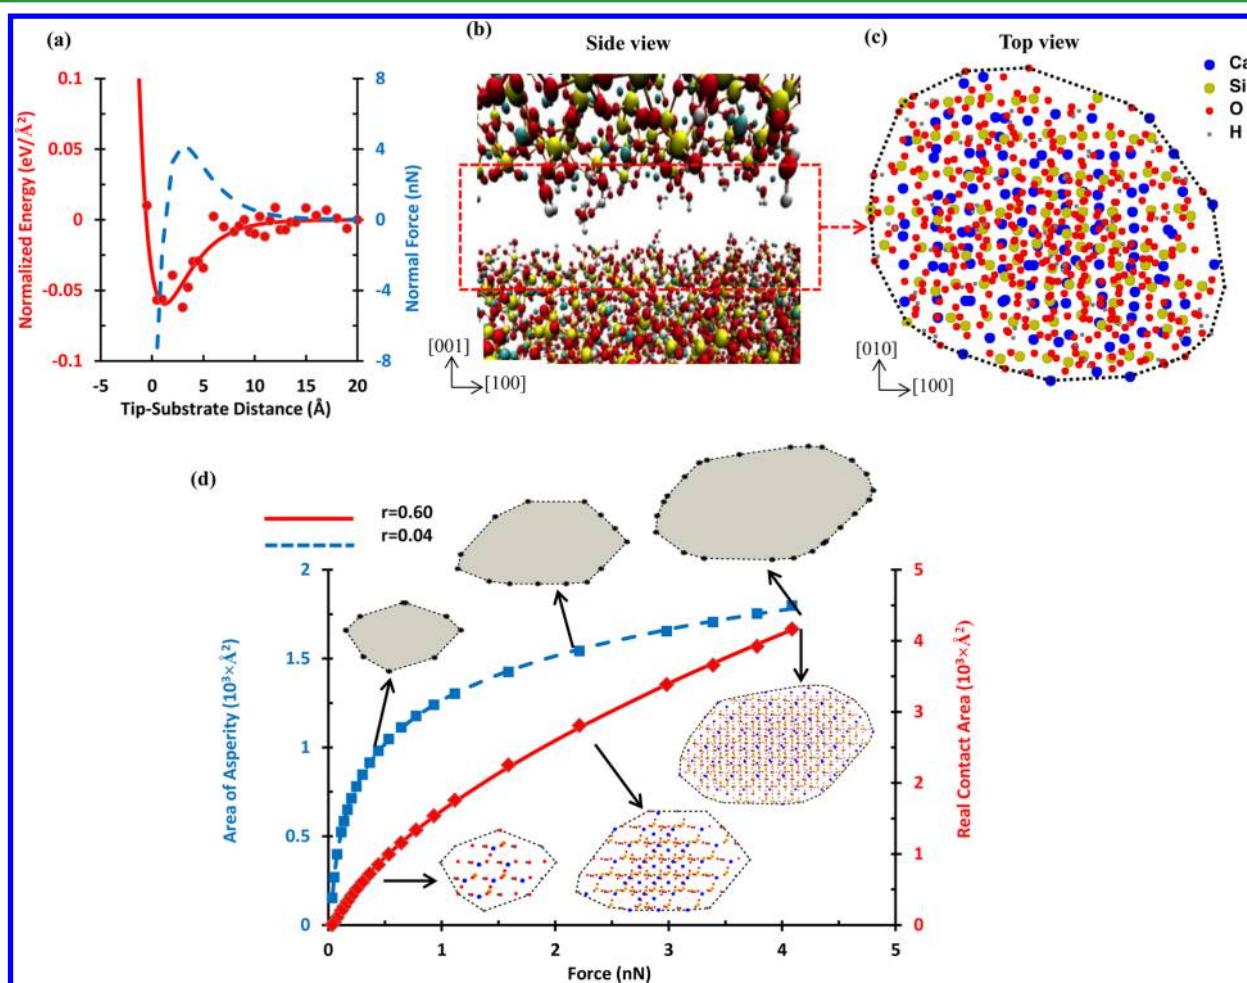 (a)
(b)
Side view
(c)
Top view
Ca
Si
O
H
0.1
0.05
0
-0.05
-0.1
Normalized Energy (eV/Å²)
8
4
0
-4
-8
Normal Force (nN)
-5 0 5 10 15 20
Tip-Substrate Distance (Å)
[001]
[100]
[010]
[100]
(d)
r=0.60
r=0.04
2
1.5
1
0.5
0
Area of Asperity (10³×Å²)
5
4
3
2
1
0
Real Contact Area (10³×Å²)
0 1 2 3 4 5
Force (nN)